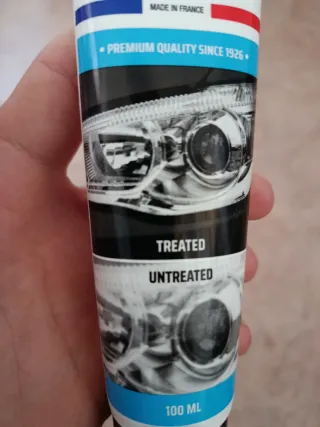 MADE IN FRANCE
• PREMIUM QUALITY SINCE 1926 •
TREATED
UNTREATED
100 ML